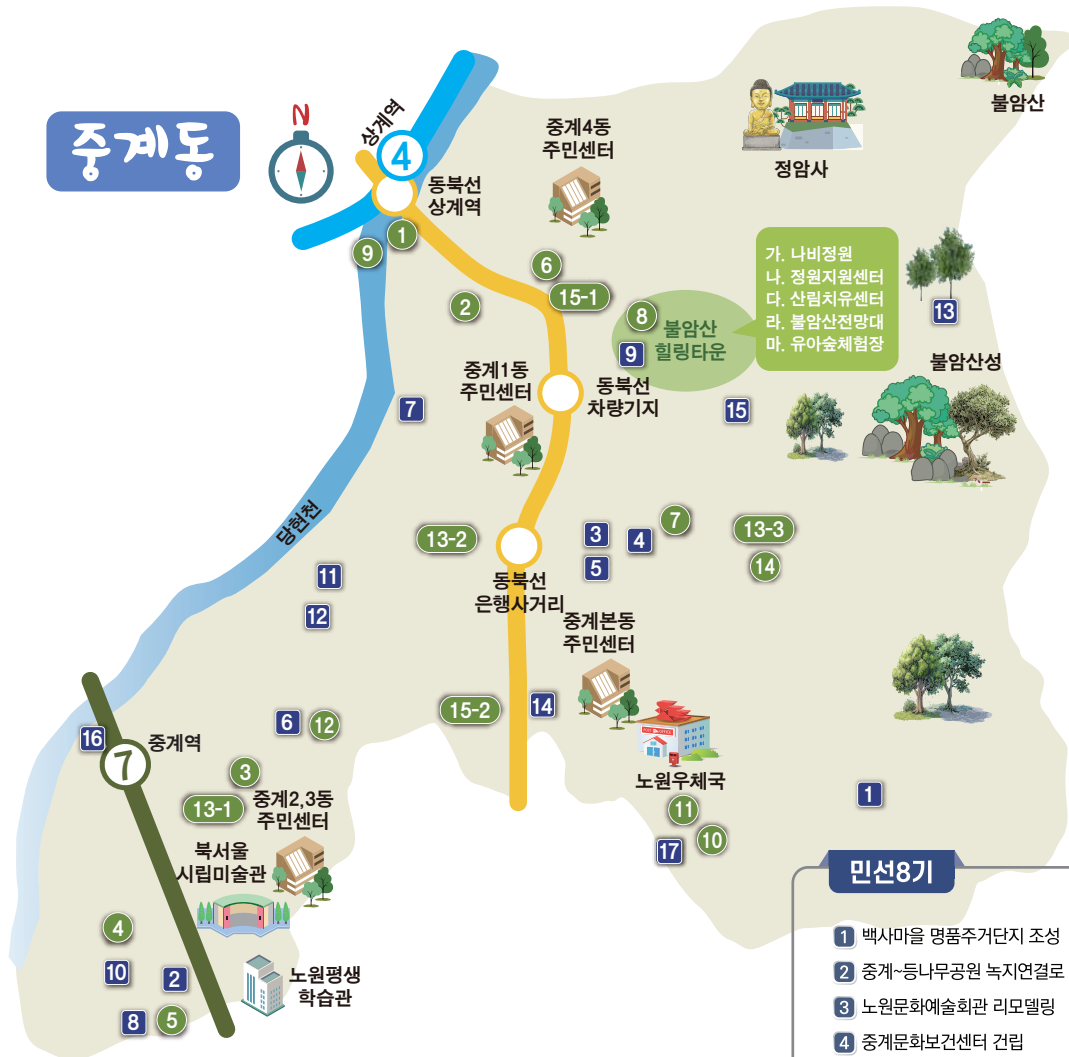 중계동
N
상계역
4
동북선
상계역
중계4동
주민센터
정암사
불암산
9
1
6
15-1
2
8
불암산
힐링타운
9
가. 나비정원
나. 정원지원센터
다. 산림치유센터
라. 불암산전망대
마. 유아숲체험장
13
불암산성
중계1동
주민센터
7
동북선
차량기지
15
당현천
13-2
3
4
7
13-3
5
14
11
12
동북선
은행사거리
중계본동
주민센터
15-2
14
6
12
16
7
중계역
POST OFFICE
노원우체국
3
13-1
중계2,3동
주민센터
11
10
17
1
북서울
시립미술관
4
10
2
노원평생
학습관
8
5
민선8기
1 백사마을 명품주거단지 조성
2 중계~등나무공원 녹지연결로
3 노원문화예술회관 리모델링
4 중계문화보건센터 건립